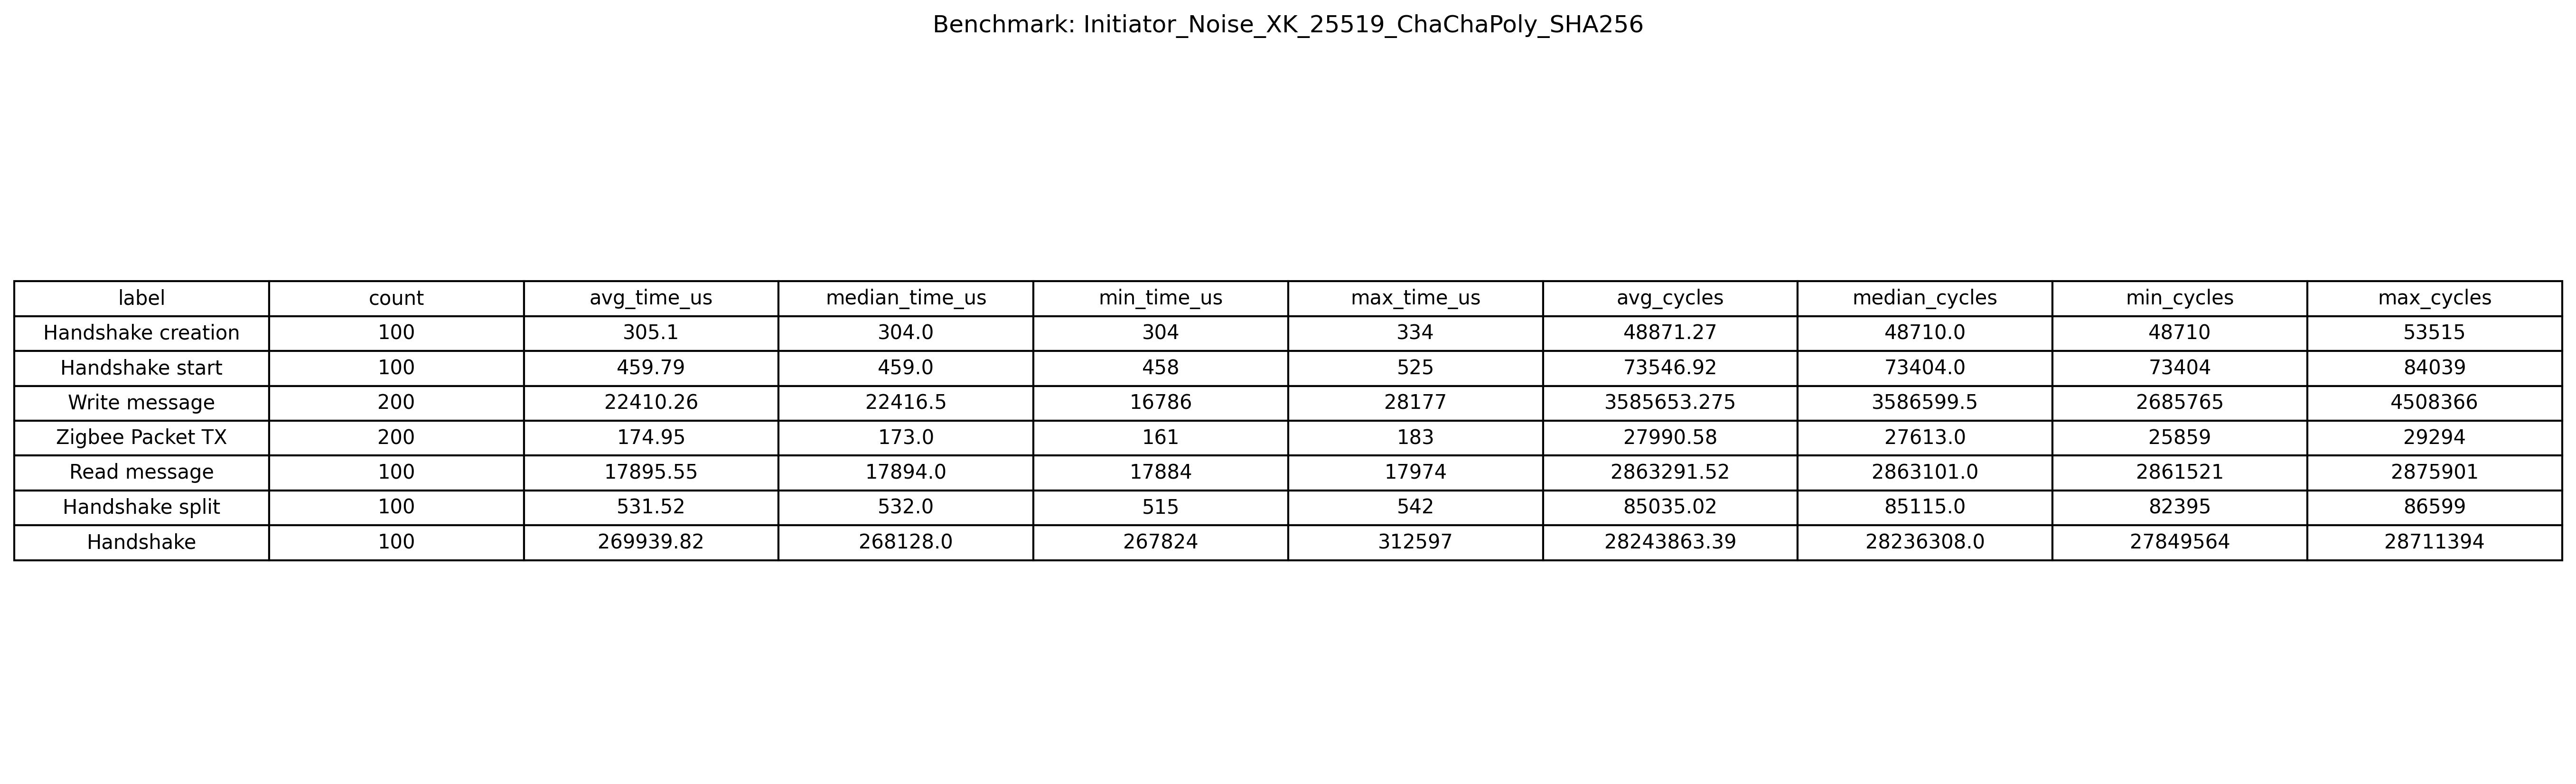 Benchmark: Initiator_Noise_XK_25519_ChaChaPoly_SHA256
label count avg_time_us median_time_us min_time_us max_time_us avg_cycles median_cycles min_cycles max_cycles
Handshake creation 100 305.1 304.0 304 334 48871.27 48710.0 48710 53515
Handshake start 100 459.79 459.0 458 525 73546.92 73404.0 73404 84039
Write message 200 22410.26 22416.5 16786 28177 3585653.275 3586599.5 2685765 4508366
Zigbee Packet TX 200 174.95 173.0 161 183 27990.58 27613.0 25859 29294
Read message 100 17895.55 17894.0 17884 17974 2863291.52 2863101.0 2861521 2875901
Handshake split 100 531.52 532.0 515 542 85035.02 85115.0 82395 86599
Handshake 100 269939.82 268128.0 267824 312597 28243863.39 28236308.0 27849564 28711394